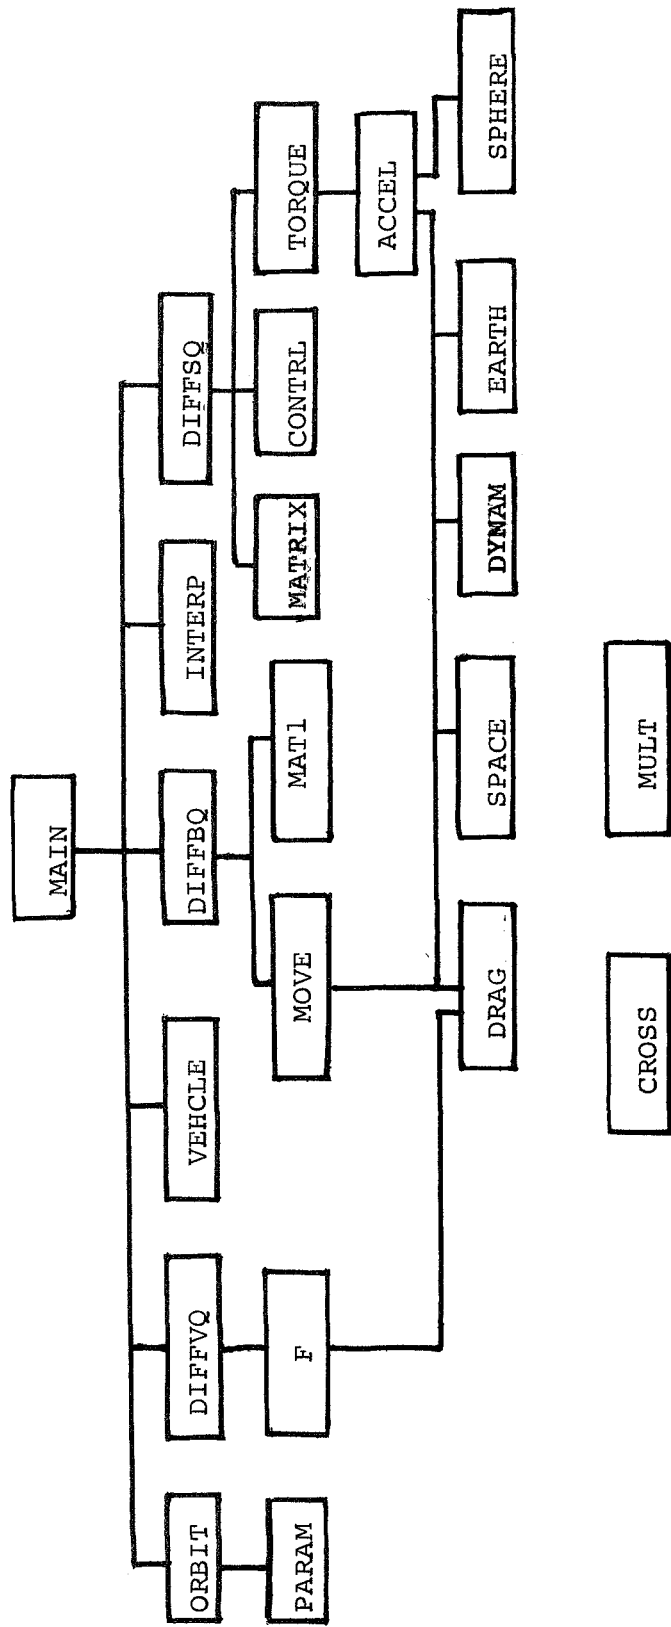 MAIN
ORBIT
DIFFVQ
VEHCLE
DIFFBQ
INTERP
DIFFSQ
PARAM
F
MOVE
MAT1
MATRIX
CONTRL
TORQUE
ACCEL
DRAG
SPACE
DYNAM
EARTH
SPHERE
CROSS
MULT